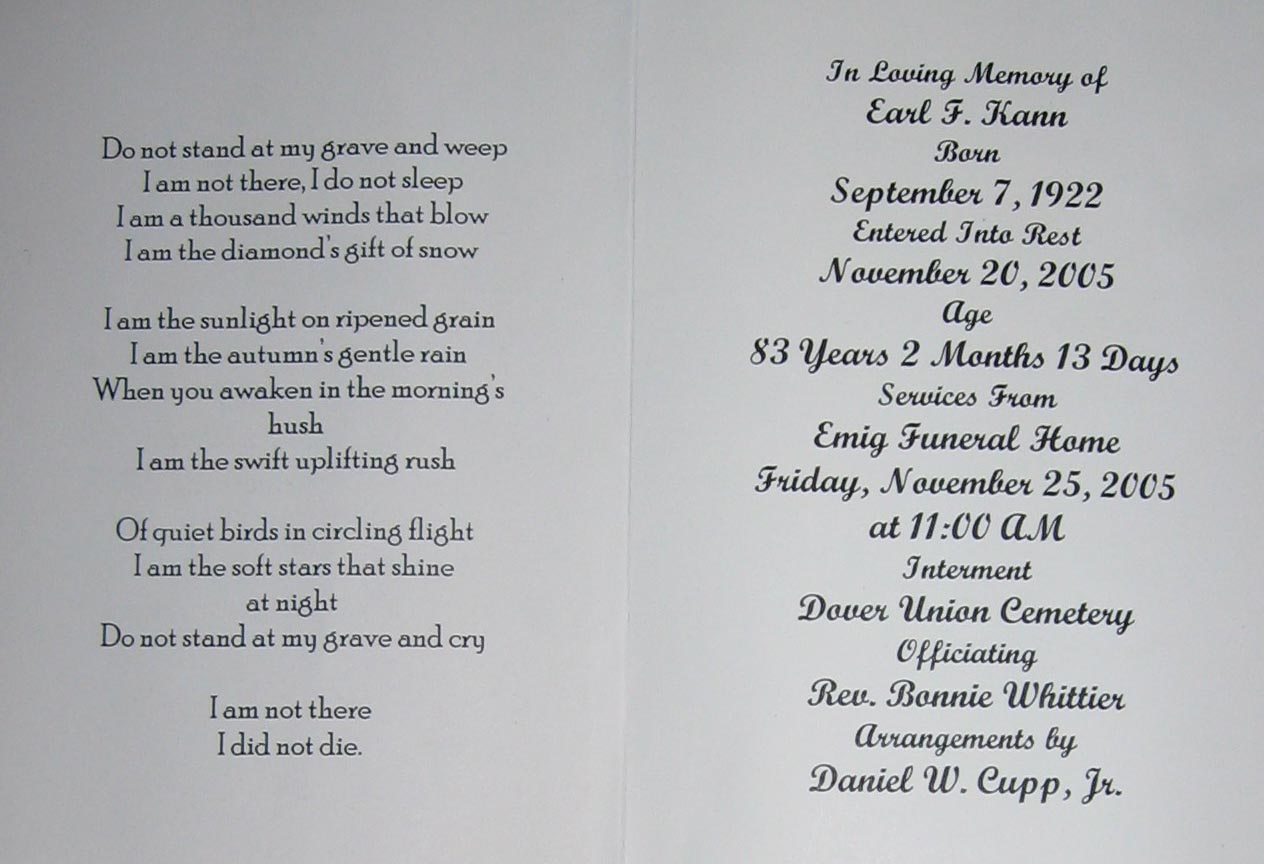 Do not stand at my grave and weep
I am not there, I do not sleep
I am a thousand winds that blow
I am the diamond's gift of snow
I am the sunlight on ripened grain
I am the autumn's gentle rain
When you awaken in the morning's
hush
I am the swift uplifting rush
Of quiet birds in circling flight
I am the soft stars that shine
at night
Do not stand at my grave and cry
I am not there
I did not die.
In Loving Memory of
Earl F. Kann
Born
September 7, 1922
Entered Into Rest
November 20, 2005
Age
83 Years 2 Months 13 Days
Services From
Emig Funeral Home
Friday, November 25, 2005
at 11:00 AM
Interment
Dover Union Cemetery
Officiating
Rev. Bonnie Whittier
Arrangements by
Daniel W. Cupp, Jr.